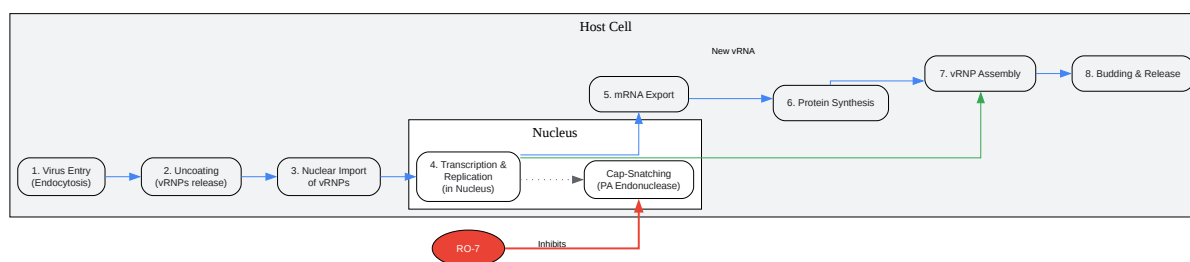 Host Cell
New vRNA
7. vRNP Assembly
8. Budding & Release
5. mRNA Export
6. Protein Synthesis
Nucleus
1. Virus Entry
(Endocytosis)
2. Uncoating
(vRNPs release)
3. Nuclear Import
of vRNPs
4. Transcription &
Replication
(in Nucleus)
Cap-Snatching
(PA Endonuclease)
RO-7
Inhibits